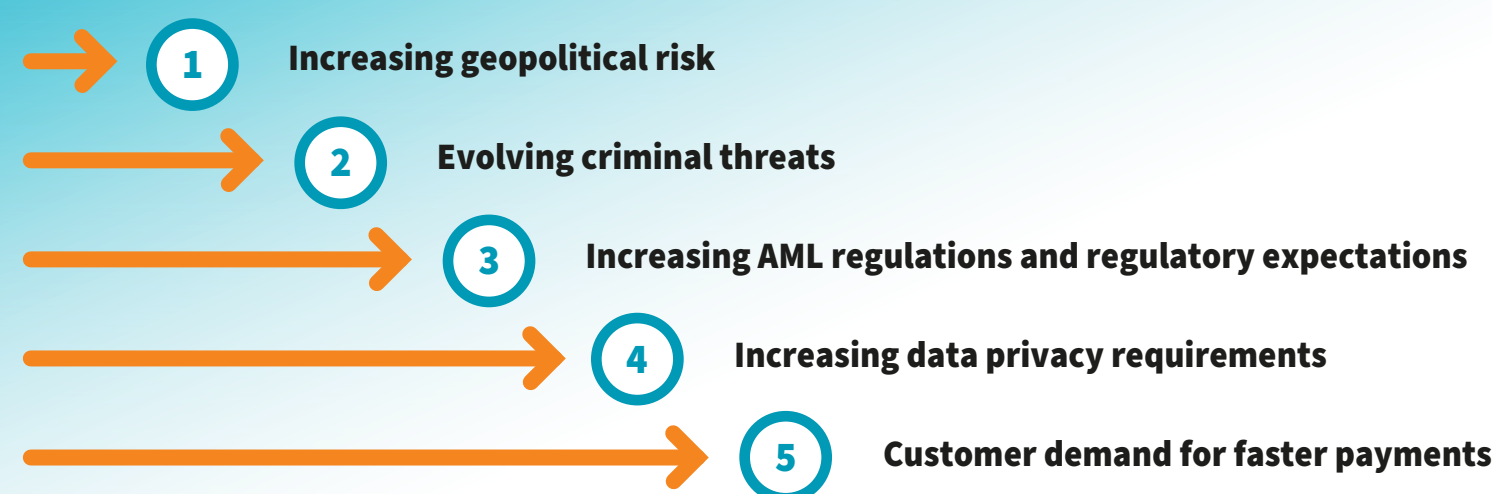 1 Increasing geopolitical risk
2 Evolving criminal threats
3 Increasing AML regulations and regulatory expectations
4 Increasing data privacy requirements
5 Customer demand for faster payments